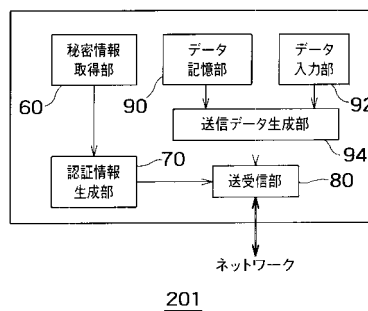 秘密情報
取得部
60
データ
記憶部
90
データ
入力部
92
送信データ生成部
94
認証情報
生成部
70
送受信部
80
ネットワーク
201